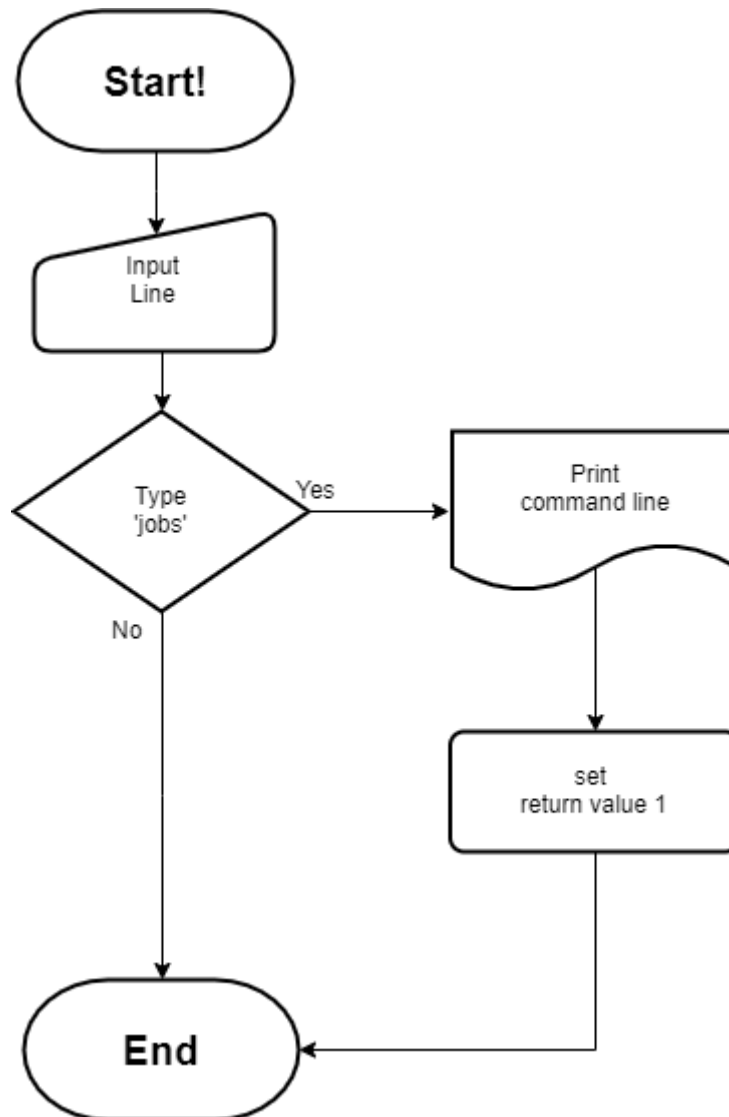 Start!
Input
Line
Type
'jobs'
Yes
Print
command line
No
set
return value 1
End